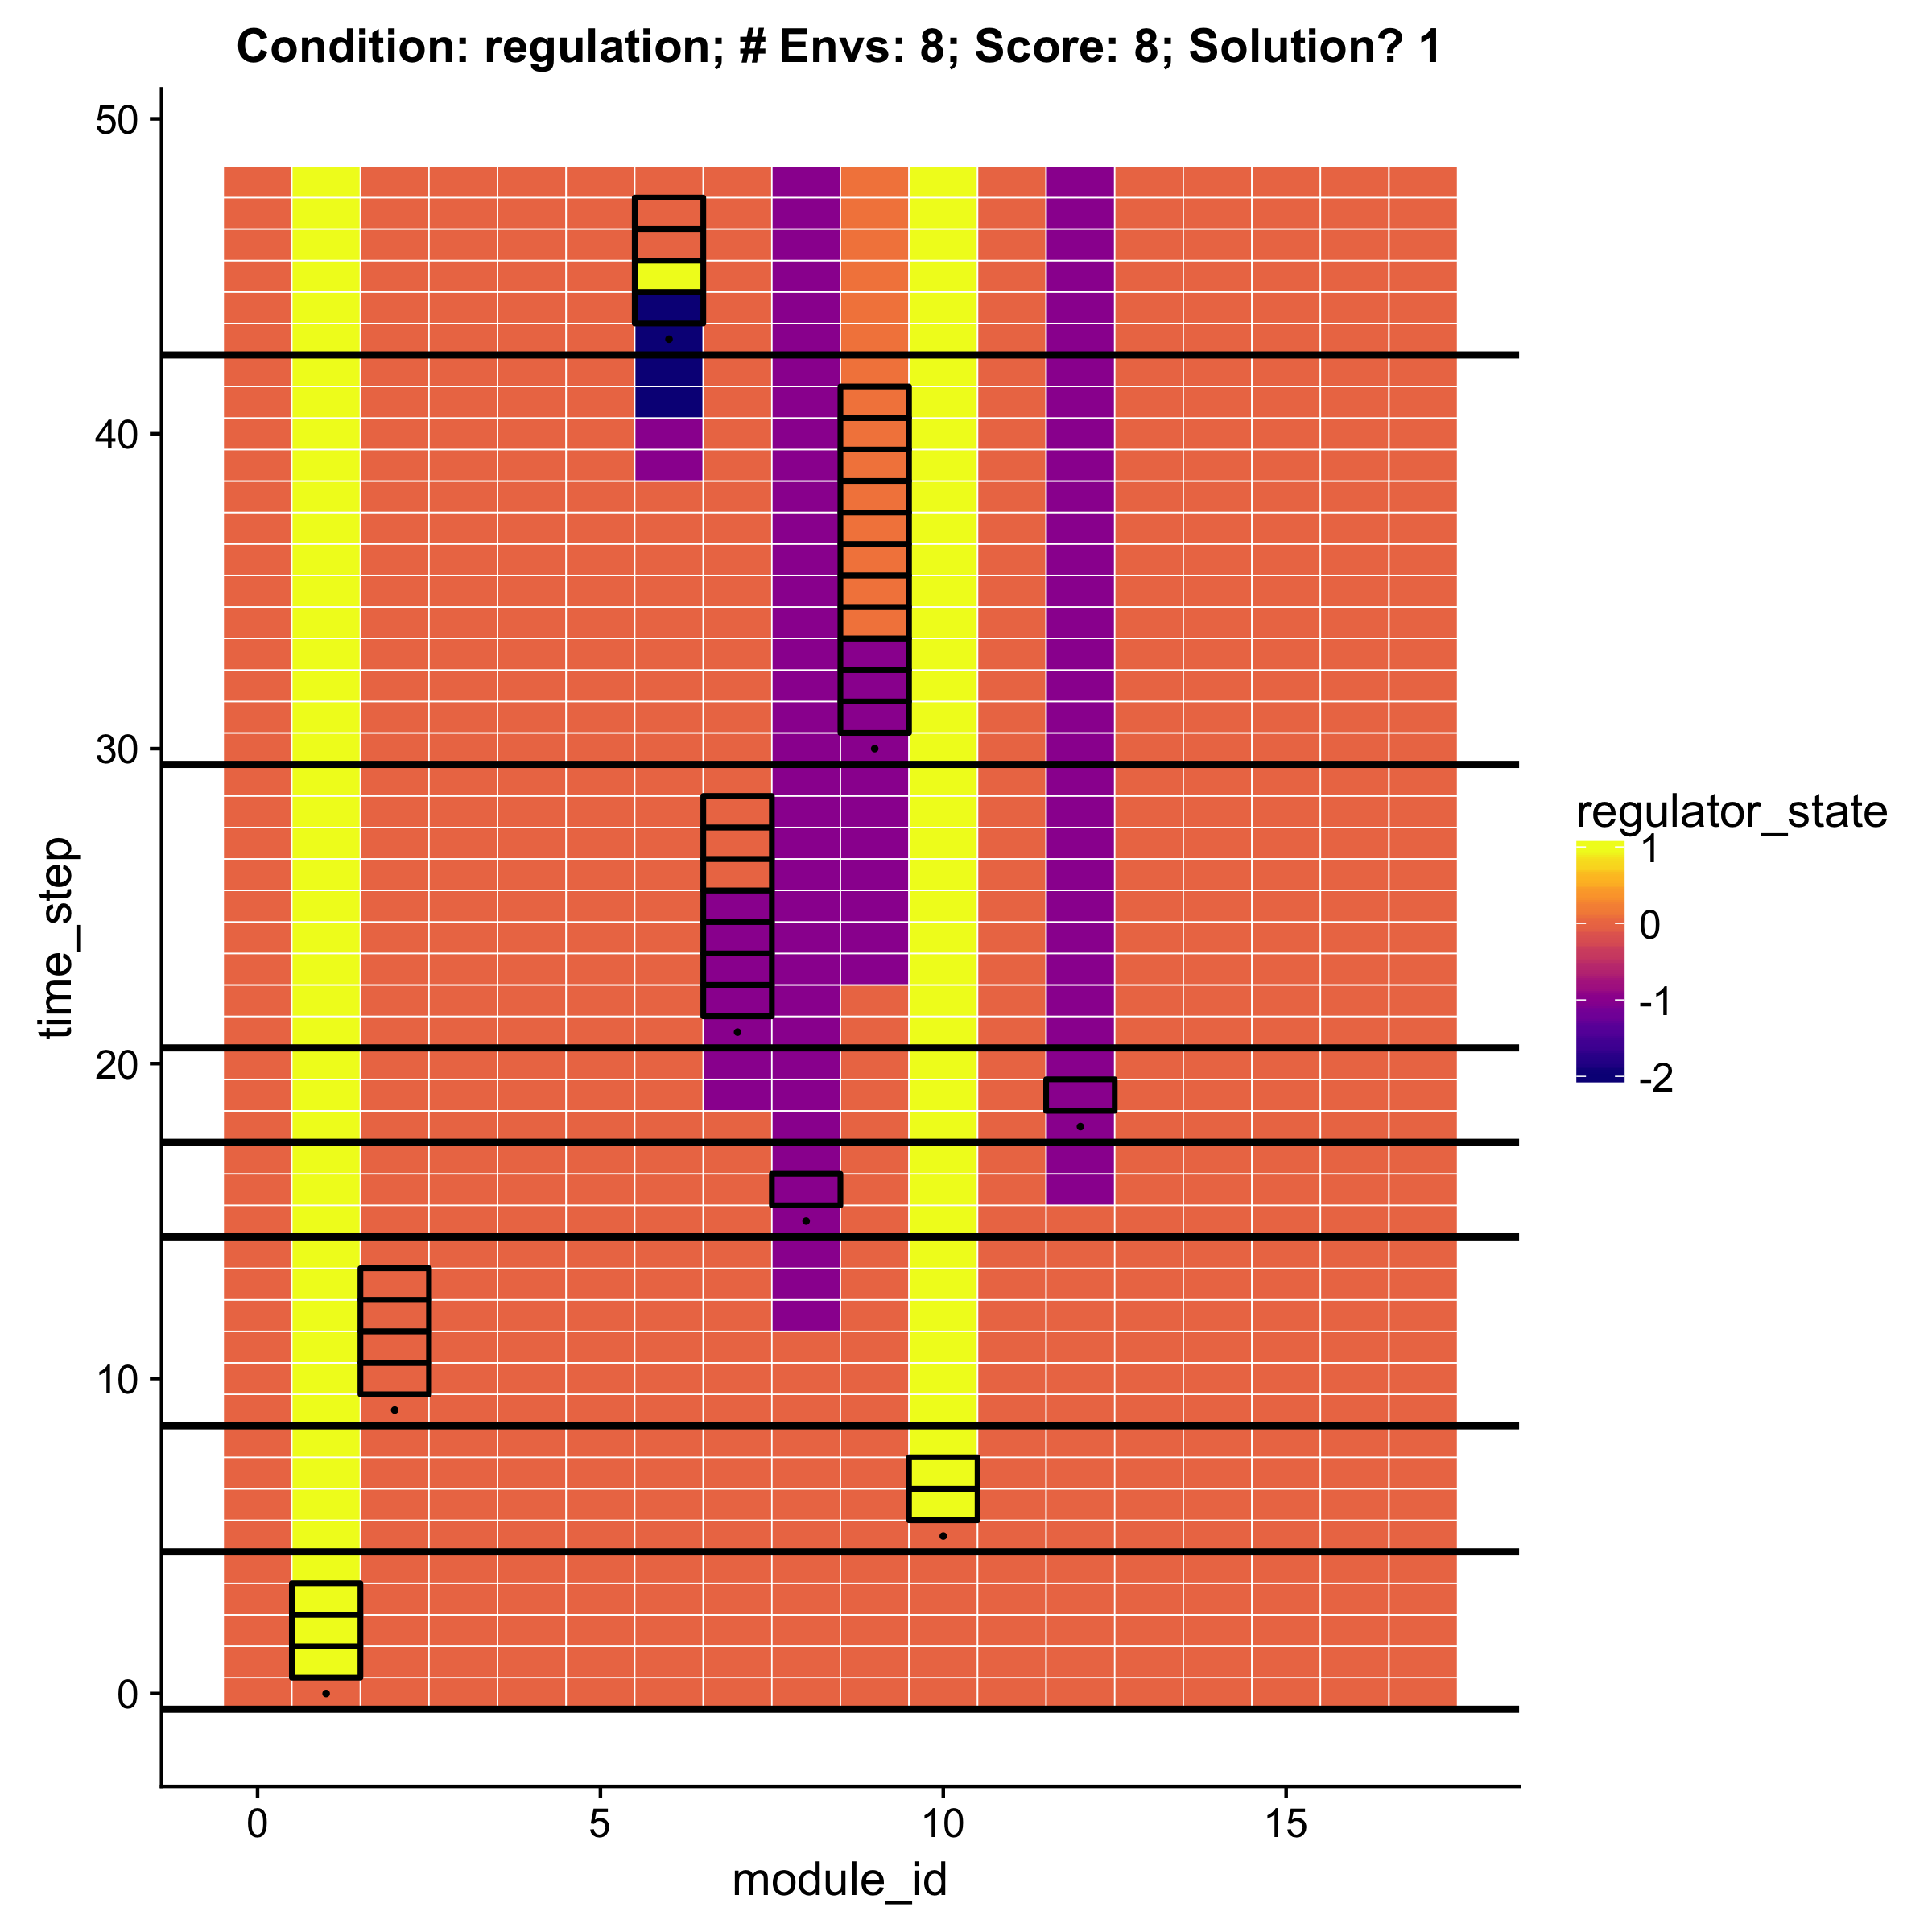 Condition: regulation; # Envs: 8; Score: 8; Solution? 1
50
40
30
20
10
0
time_step
0 5 10 15
module_id
regulator_state
1
0
-1
-2